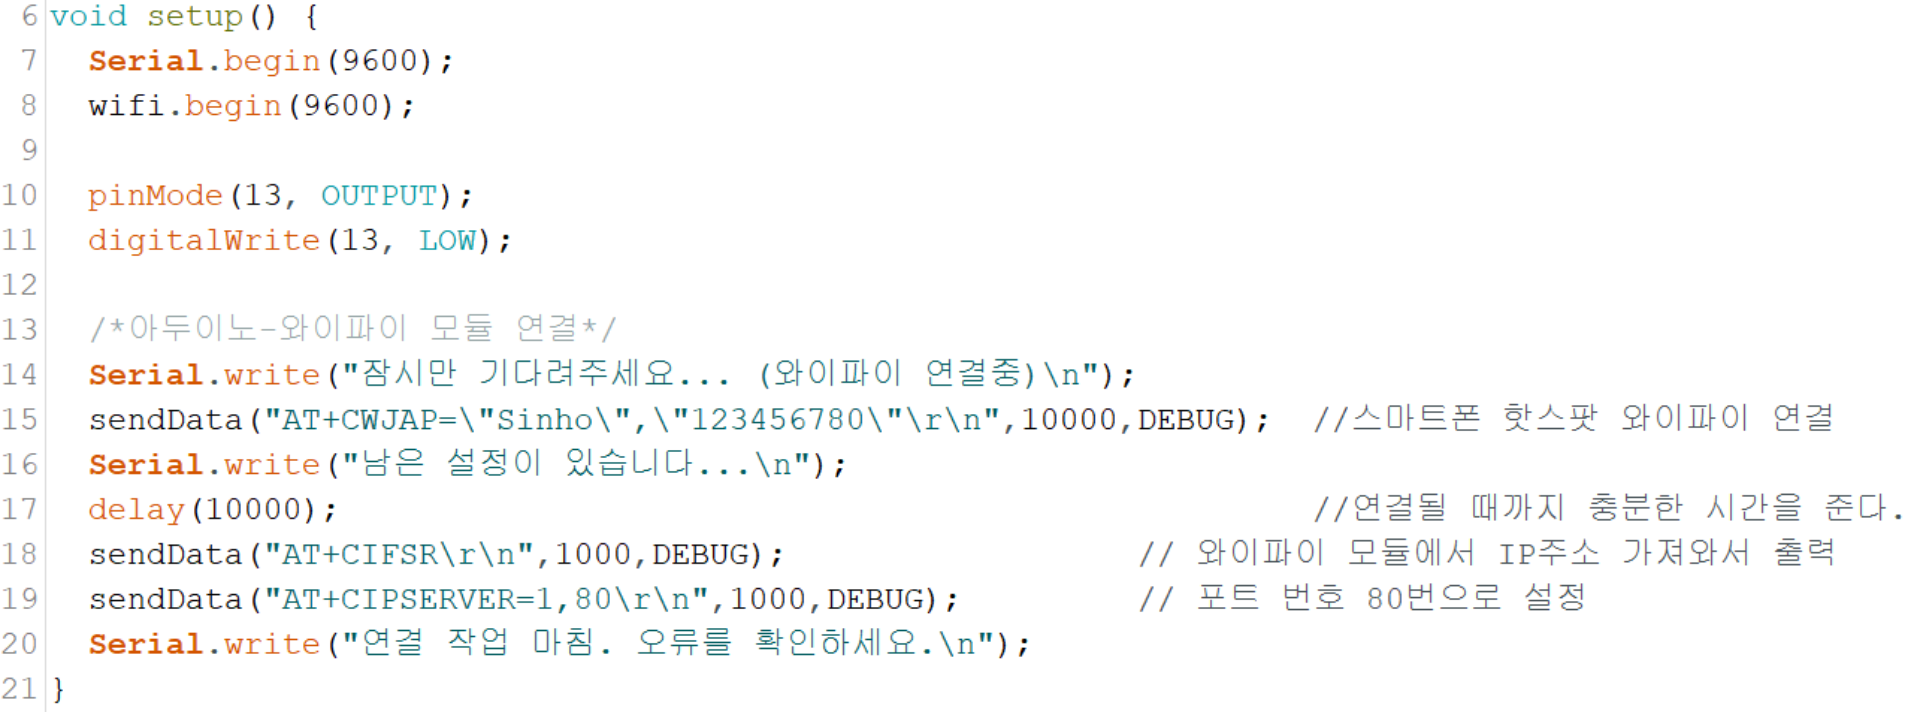 6 void setup() {
7   Serial.begin(9600);
8   wifi.begin(9600);
9
10   pinMode(13, OUTPUT);
11   digitalWrite(13, LOW);
12
13   /*아두이노-와이파이 모듈 연결*/
14   Serial.write("잠시만 기다려주세요... (와이파이 연결중)\n");
15   sendData("AT+CWJAP=\"Sinho\",\"123456780\"\r\n",10000,DEBUG);  //스마트폰 핫스팟 와이파이 연결
16   Serial.write("남은 설정이 있습니다...\n");
17   delay(10000);                                                  //연결될 때까지 충분한 시간을 준다.
18   sendData("AT+CIFSR\r\n",1000,DEBUG);                  // 와이파이 모듈에서 IP주소 가져와서 출력
19   sendData("AT+CIPSERVER=1,80\r\n",1000,DEBUG);         // 포트 번호 80번으로 설정
20   Serial.write("연결 작업 마침. 오류를 확인하세요.\n");
21 }